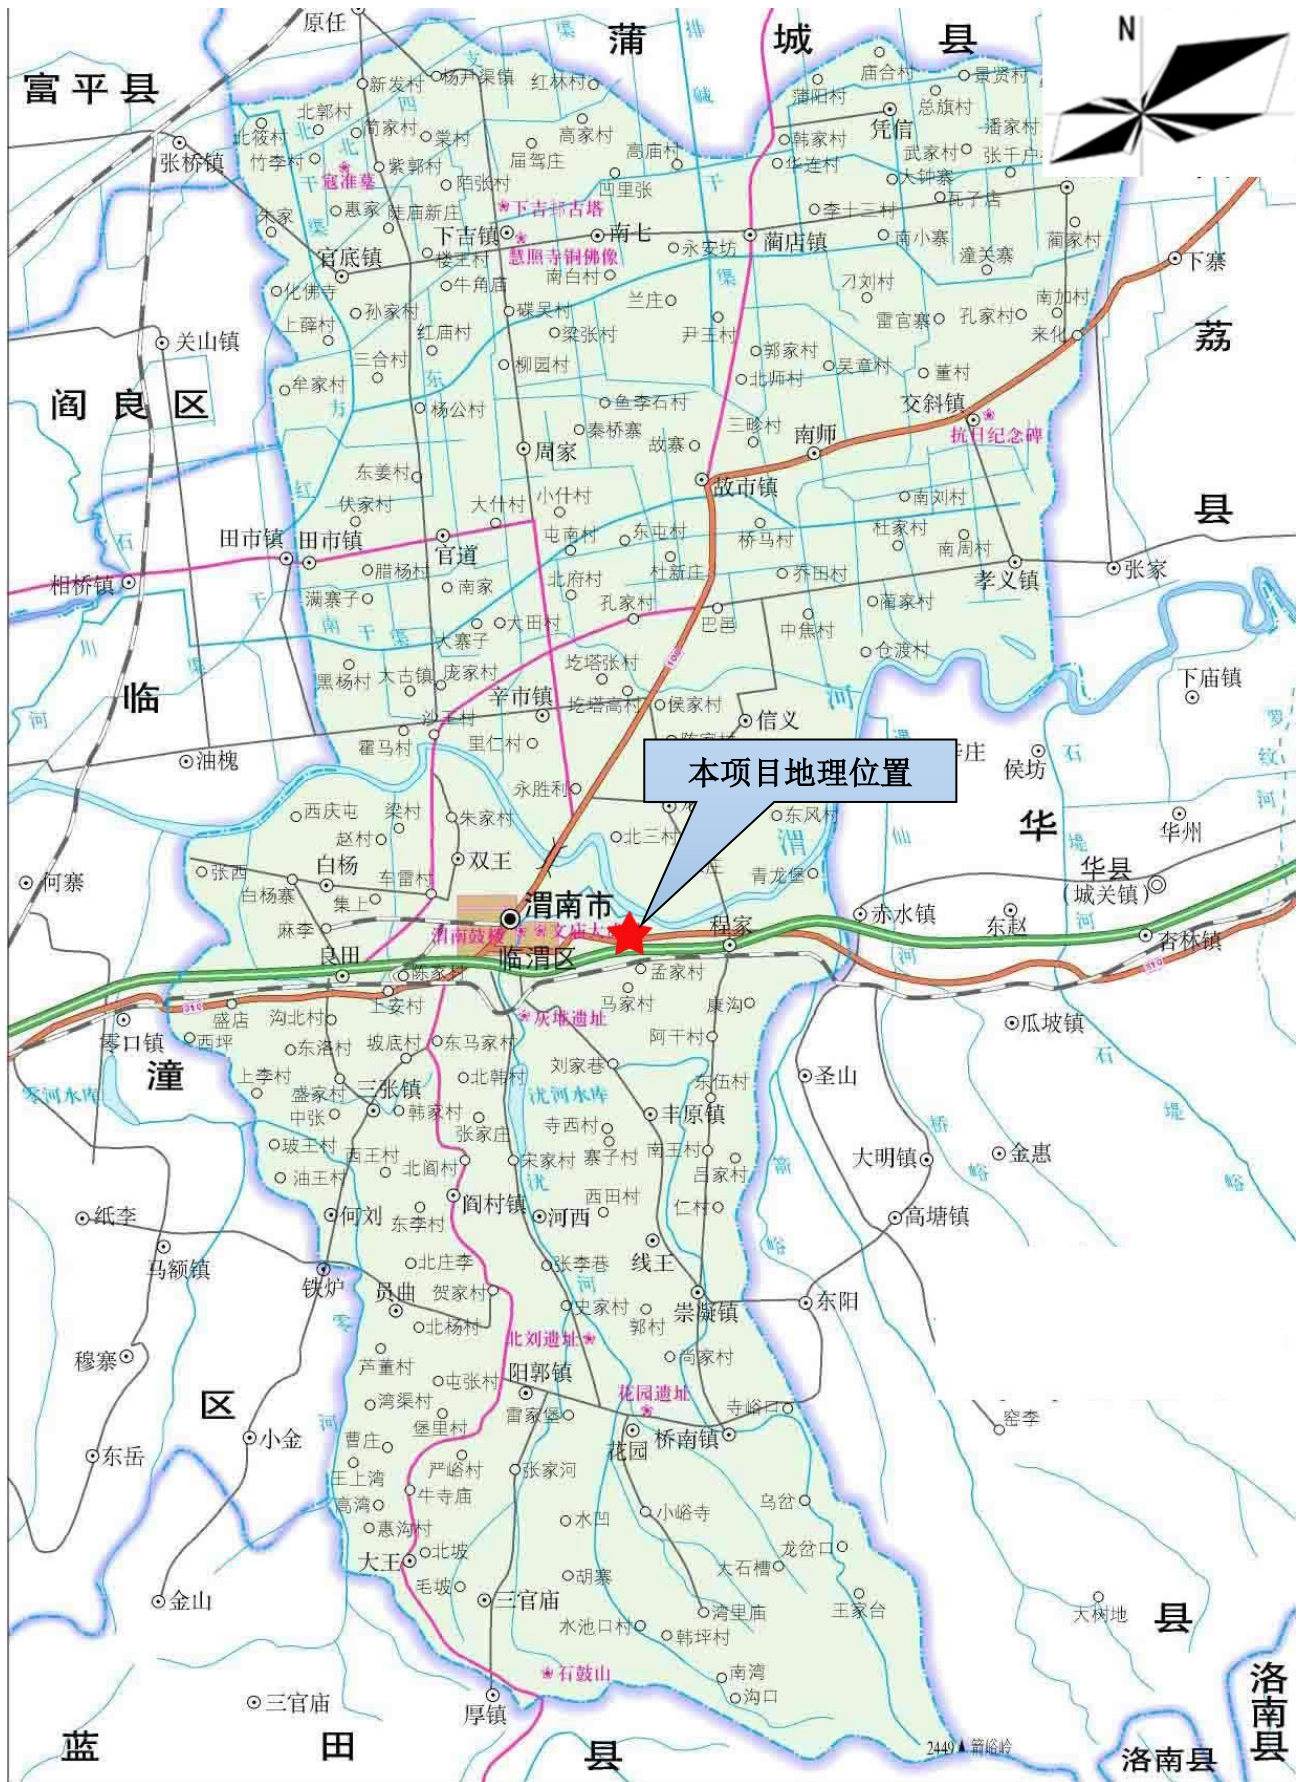 原任
蒲城县
N
富平县
新发村
杨尹渠镇
红林村
庙合村
景贤村
蒲阳村
总旗村
凭信
北郭村
简家村
棠村
高家村
韩家村
潘家村
北筱村
张桥镇
竹李村
紫郭村
屈驾庄
高庙村
华连村
武家村
寇准墓
陌张村
凹里张
大钟寨
瓦子店
朱家
惠家
陡庙新庄
下吉镇
南七
李十三村
蔺店镇
南小寨
蔺家村
官底镇
慧照寺铜佛像
永安坊
潼关寨
下寨
化佛寺
牛角庙
南白村
刁刘村
南加村
孙家村
碟吴村
兰庄
雷官寨
孔家村
来化
上薛村
红庙村
梁张村
尹王村
关山镇
三合村
柳园村
郭家村
吴章村
董村
荔
牟家村
北师村
阎良区
杨公村
鱼李石村
交斜镇
抗日纪念碑
秦桥寨
故寨
三畛村
南师
周家
东姜村
故市镇
伏家村
大什村
小什村
南刘村
县
田市镇
田市镇
官道
屯南村
东屯村
桥马村
杜家村
南周村
相桥镇
腊杨村
南家
北府村
杜新庄
乔田村
孝义镇
张家
满寨子
孔家村
巴邑
中焦村
蔺家村
南干渠
大寨子
大田村
仓渡村
黑杨村
大古镇
庞家村
圪塔张村
下庙镇
临
辛市镇
圪塔高村
侯家村
信义
沙王村
霍马村
里仁村
油槐
侯坊
本项目地理位置
永胜利
西庆屯
梁村
朱家村
东风村
华州
赵村
北三村
渭
华
张西
白杨
双王
青龙堡
华县
(城关镇)
何寨
白杨寨
车雷村
集上
渭南市
赤水镇
东赵
麻李
渭南鼓楼
程家
杏林镇
临渭区
良田
陈家村
孟家村
310
310
上安村
马家村
康沟
盛店
沟北村
灰堆遗址
瓜坡镇
零口镇
西坪
东洛村
坡底村
东马家村
阿干村
潼
上李村
刘家巷
圣山
零河水库
盛家村
三张镇
北韩村
沋河水库
东伍村
中张
韩家村
张家庄
丰原镇
寺西村
玻王村
西王村
北阎村
宋家村
寨子村
南王村
吕家村
大明镇
金惠
油王村
阎村镇
西田村
仁村
纸李
何刘
东李村
河西
高塘镇
马额镇
北庄李
张李巷
线王
铁炉
员曲
贺家村
史家村
崇凝镇
东阳
北杨村
郭村
北刘遗址
穆寨
芦董村
尚家村
阳郭镇
屯张村
花园遗址
区
湾渠村
雷家堡
寺峪口
窑李
堡里村
花园
桥南镇
小金
曹庄
东岳
王上湾
严峪村
张家河
牛寺庙
高湾
乌岔
惠沟村
水凹
小峪寺
大王
北坡
龙岔口
毛坡
胡寨
大石槽
金山
三官庙
湾里庙
王家台
大树地
水池口村
韩坪村
县
石鼓山
南湾
沟口
三官庙
厚镇
洛南县
蓝田县
2449
箭峪岭
洛南县